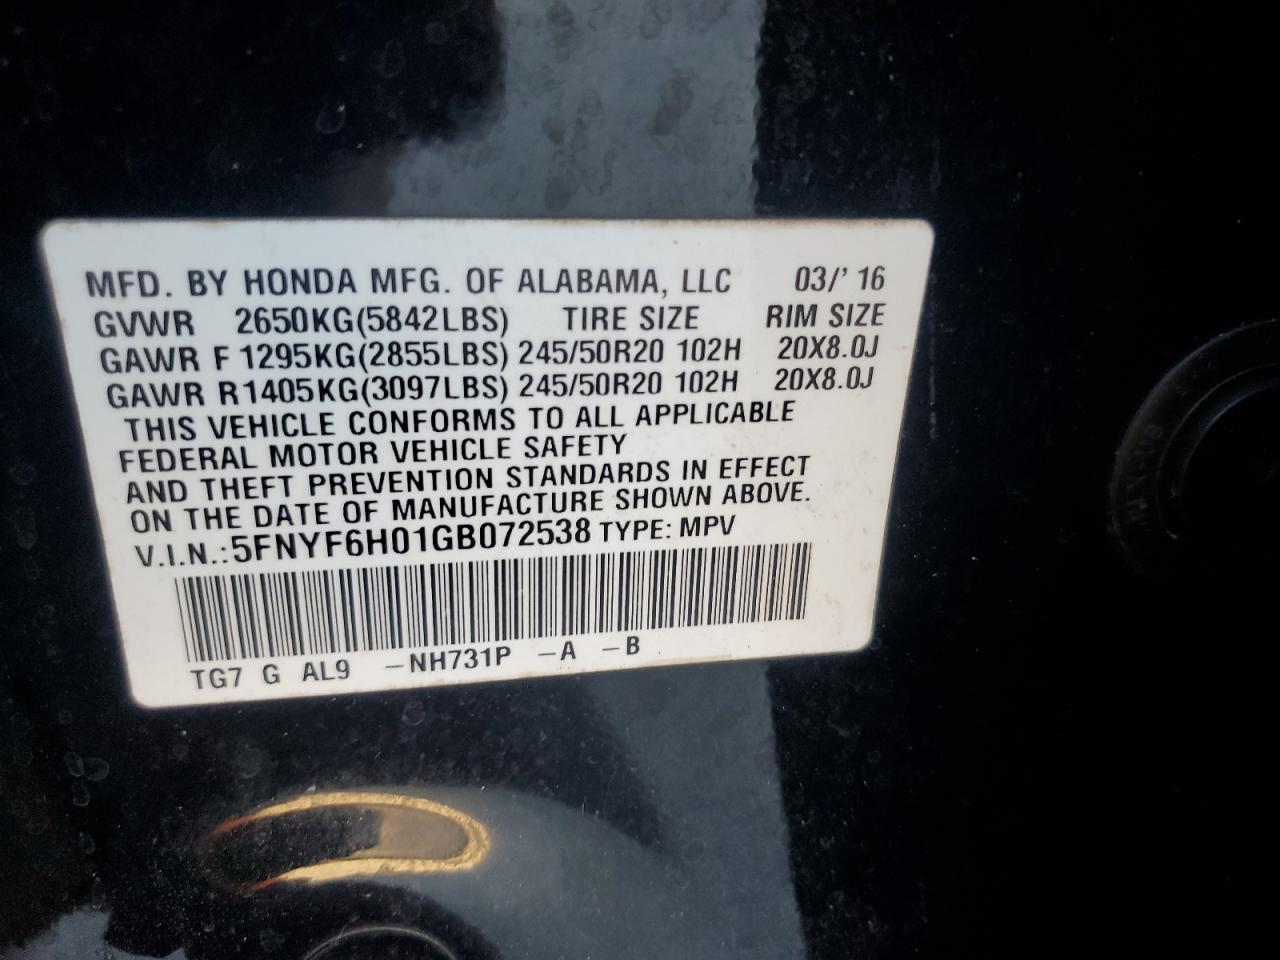 MFD. BY HONDA MFG. OF ALABAMA, LLC 03/' 16
GVWR 2650KG(5842LBS) TIRE SIZE RIM SIZE
GAWR F 1295KG(2855LBS) 245/50R20 102H 20X8.0J
GAWR R1405KG(3097LBS) 245/50R20 102H 20X8.0J
THIS VEHICLE CONFORMS TO ALL APPLICABLE
FEDERAL MOTOR VEHICLE SAFETY
AND THEFT PREVENTION STANDARDS IN EFFECT
ON THE DATE OF MANUFACTURE SHOWN ABOVE.
V.I.N.:5FNYF6H01GB072538 TYPE: MPV
TG7 G AL9 -NH731P -A -B